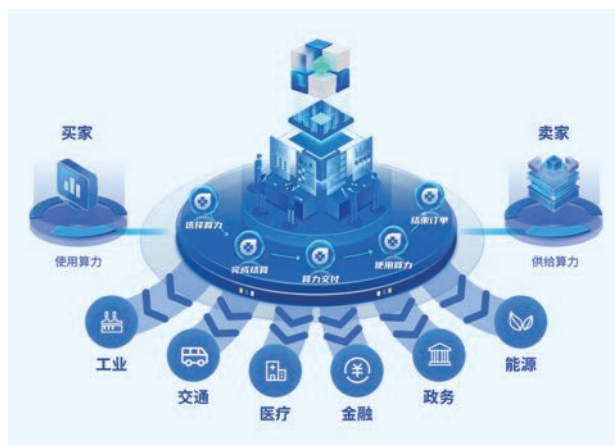 买家
卖家
选择算力
结束订单
完成结算
使用算力
算力交付
使用算力
供给算力
工业
能源
交通
政务
医疗
金融